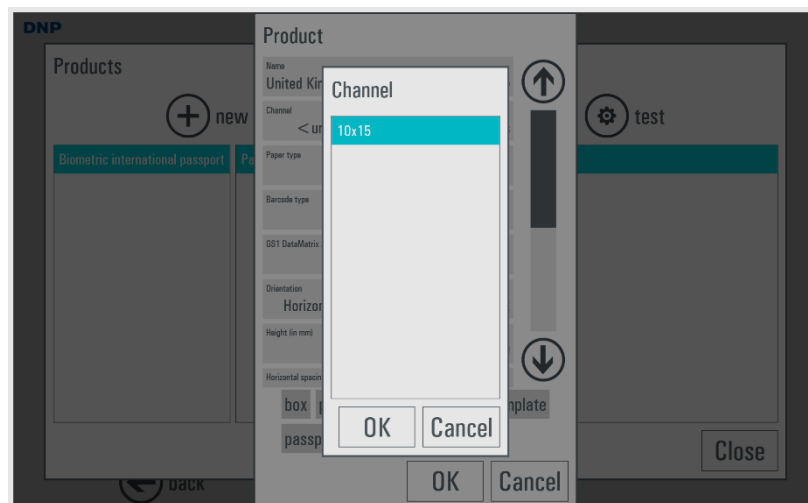 DNP
Products
new
test
Biometric international passport
Pa
Close
back
Product
Name
United Kin
Channel
< un
Paper type
Barcode type
GS1 DataMatrix
Orientation
Horizon
Height (in mm)
Horizontal spacin
box
mplate
passp
OK
Cancel
Channel
10x15
OK
Cancel